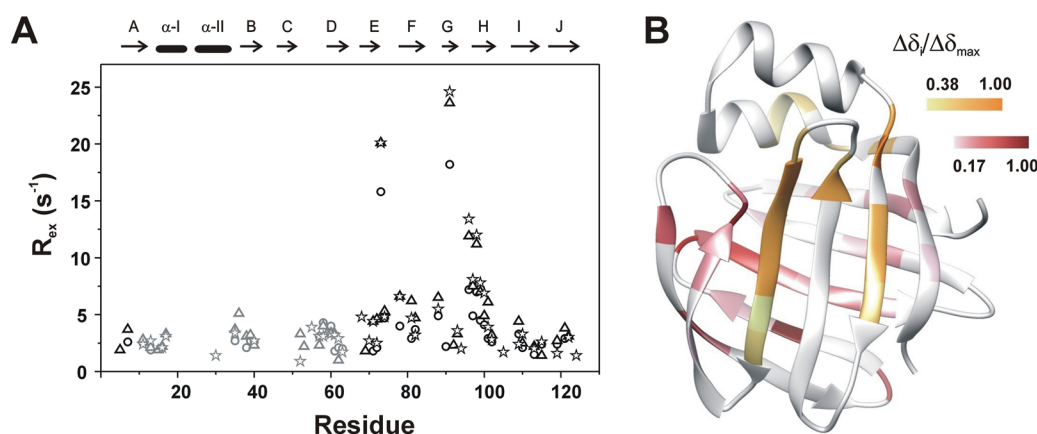 A
A α-I α-II B C D E F G H I J
25
20
15
10
5
0
Rex (s-1)
0 20 40 60 80 100 120
Residue
B
Δδi/Δδmax
0.38 1.00
0.17 1.00